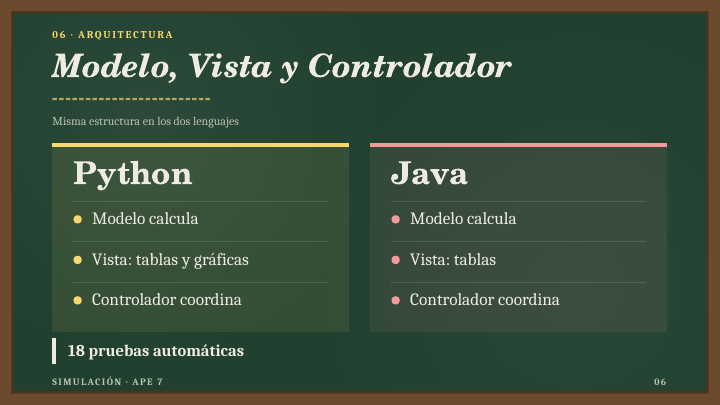 06 · ARQUITECTURA
Modelo, Vista y Controlador
Misma estructura en los dos lenguajes
Python
Modelo calcula
Vista: tablas y gráficas
Controlador coordina
Java
Modelo calcula
Vista: tablas
Controlador coordina
18 pruebas automáticas
SIMULACIÓN · APE 7
06